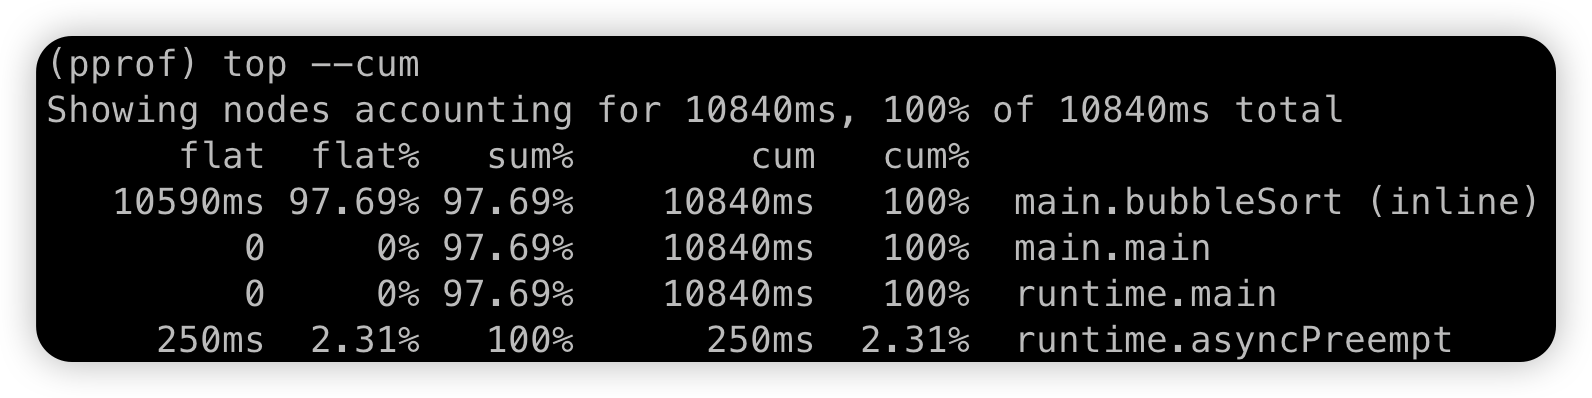 (pprof) top --cum
Showing nodes accounting for 10840ms, 100% of 10840ms total
      flat  flat%   sum%        cum   cum%
   10590ms 97.69% 97.69%    10840ms   100%  main.bubbleSort (inline)
         0     0% 97.69%    10840ms   100%  main.main
         0     0% 97.69%    10840ms   100%  runtime.main
     250ms  2.31%   100%      250ms  2.31%  runtime.asyncPreempt